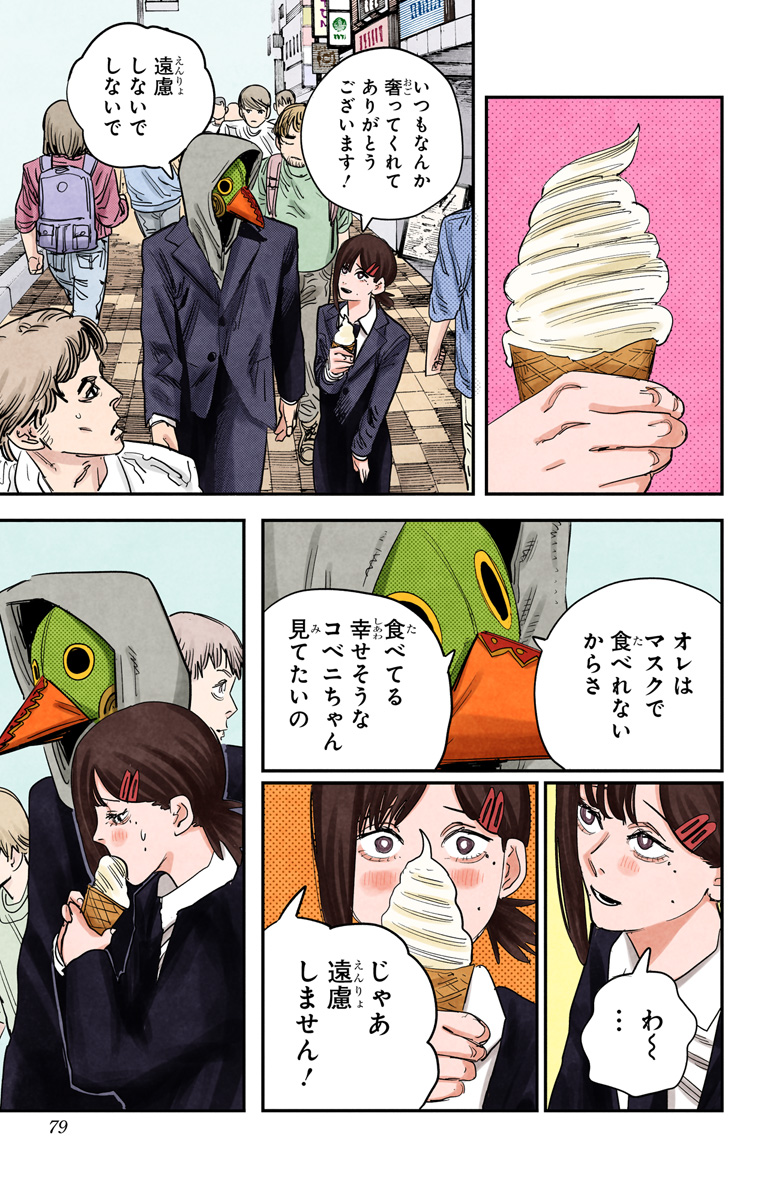 いつもなんか
奢ってくれて
ありがとう
ございます!
遠慮
しないで
しないで
オレは
マスクで
食べれない
からさ
食べてる
幸せそうな
コベニちゃん
見てたいの
わ〜
…
じゃあ
遠慮
しません!
79